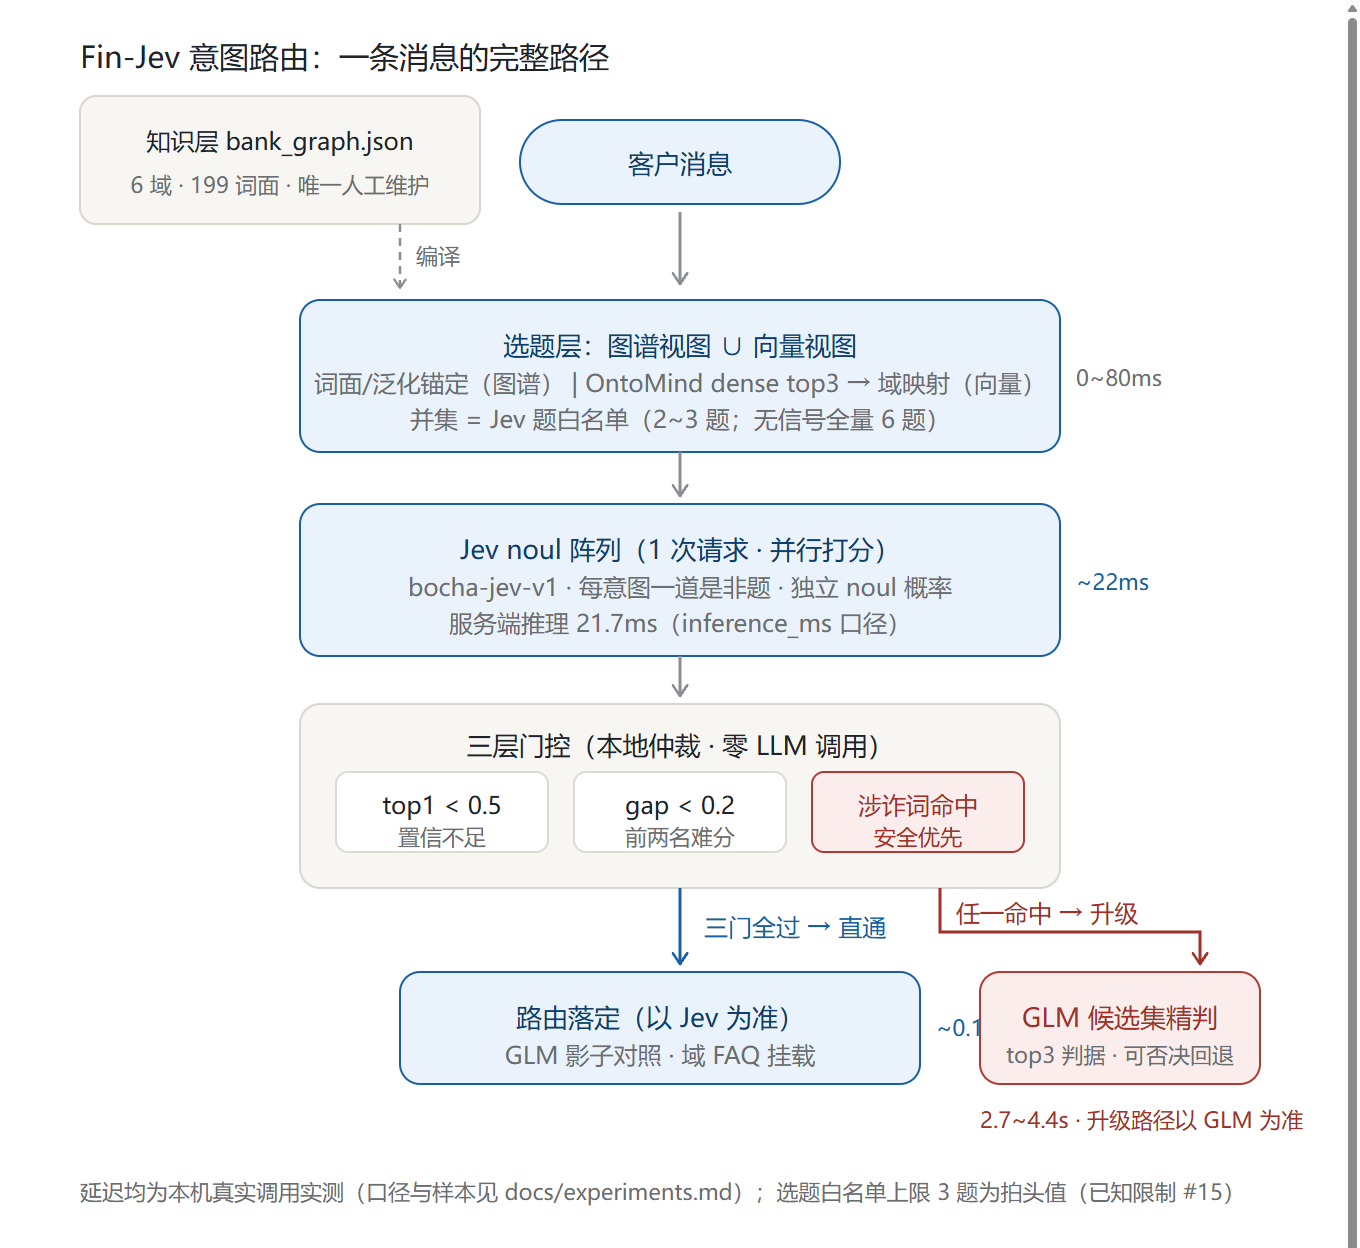 Fin-Jev 意图路由：一条消息的完整路径
知识层 bank_graph.json
6 域 · 199 词面 · 唯一人工维护
客户消息
编译
选题层：图谱视图 ∪ 向量视图
词面/泛化锚定（图谱） | OntoMind dense top3 → 域映射（向量）
并集 = Jev 题白名单（2~3 题；无信号全量 6 题）
0~80ms
Jev noul 阵列（1 次请求 · 并行打分）
bocha-jev-v1 · 每意图一道是非题 · 独立 noul 概率
服务端推理 21.7ms（inference_ms 口径）
~22ms
三层门控（本地仲裁 · 零 LLM 调用）
top1 < 0.5
置信不足
gap < 0.2
前两名难分
涉诈词命中
安全优先
三门全过 → 直通
任一命中 → 升级
路由落定（以 Jev 为准）
GLM 影子对照 · 域 FAQ 挂载
~0.1
GLM 候选集精判
top3 判据 · 可否决回退
2.7~4.4s · 升级路径以 GLM 为准
延迟均为本机真实调用实测（口径与样本见 docs/experiments.md）；选题白名单上限 3 题为拍头值（已知限制 #15）